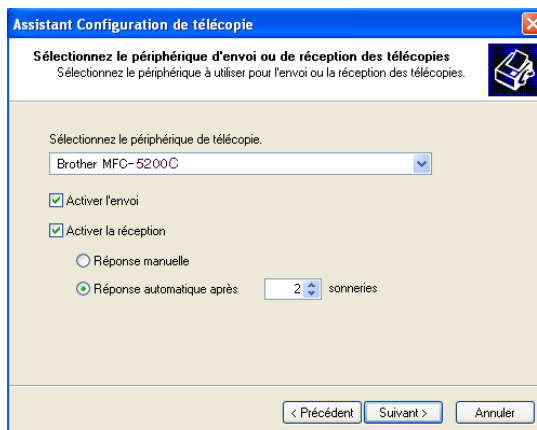 Assistant Configuration de télécopie
Sélectionnez le périphérique d'envoi ou de réception des télécopies
Sélectionnez le périphérique à utiliser pour l'envoi ou la réception des télécopies.
Sélectionnez le périphérique de télécopie.
Brother MFC-5200C
Activer l'envoi
Activer la réception
Réponse manuelle
Réponse automatique après 2 sonneries
< Précédent Suivant > Annuler